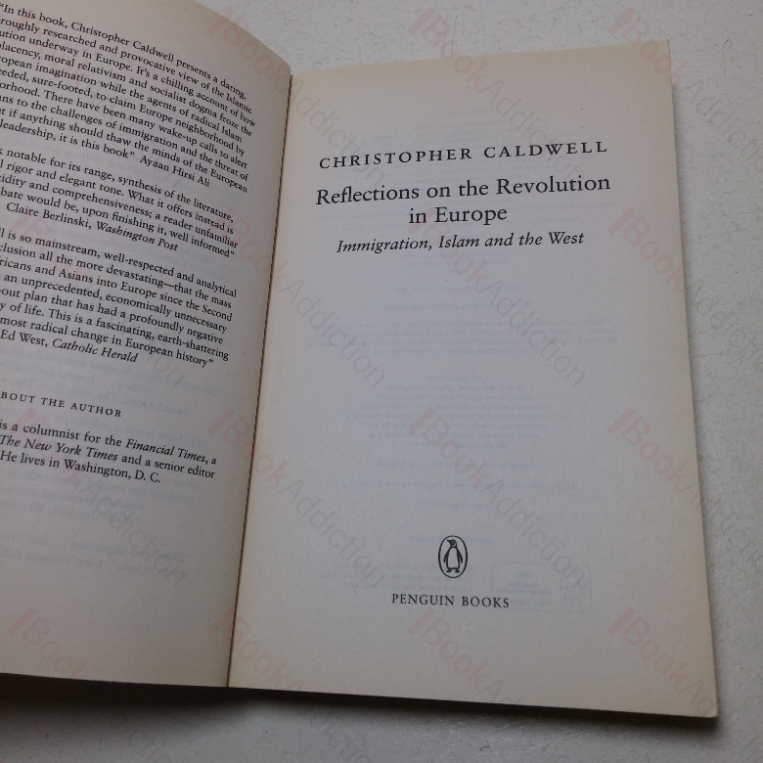 "In this book, Christopher Caldwell presents a daring,
roughly researched and provocative view of the Islamic
ution underway in Europe. It's a chilling account of how
placency, moral relativism and socialist dogma froze the
ropean imagination while the agents of radical Islam
eeded, sure-footed, to claim Europe neighborhood by
orhood. There have been many wake-up calls to alert
ns to the challenges of immigration and the threat of
t if anything should thaw the minds of the European
leadership, it is this book" Ayaan Hirsi Ali
k notable for its range, synthesis of the literature,
l rigor and elegant tone. What it offers instead is
idity and comprehensiveness; a reader unfamiliar
bate would be, upon finishing it, well informed"
Claire Berlinski, Washington Post
ll is so mainstream, well-respected and analytical
clusion all the more devastating—that the mass
ricans and Asians into Europe since the Second
an unprecedented, economically unnecessary
out plan that has had a profoundly negative
y of life. This is a fascinating, earth-shattering
most radical change in European history"
Ed West, Catholic Herald
BOUT THE AUTHOR
is a columnist for the Financial Times, a
The New York Times and a senior editor
He lives in Washington, D. C.
CHRISTOPHER CALDWELL
Reflections on the Revolution
in Europe
Immigration, Islam and the West
PENGUIN BOOKS
BookAddiction